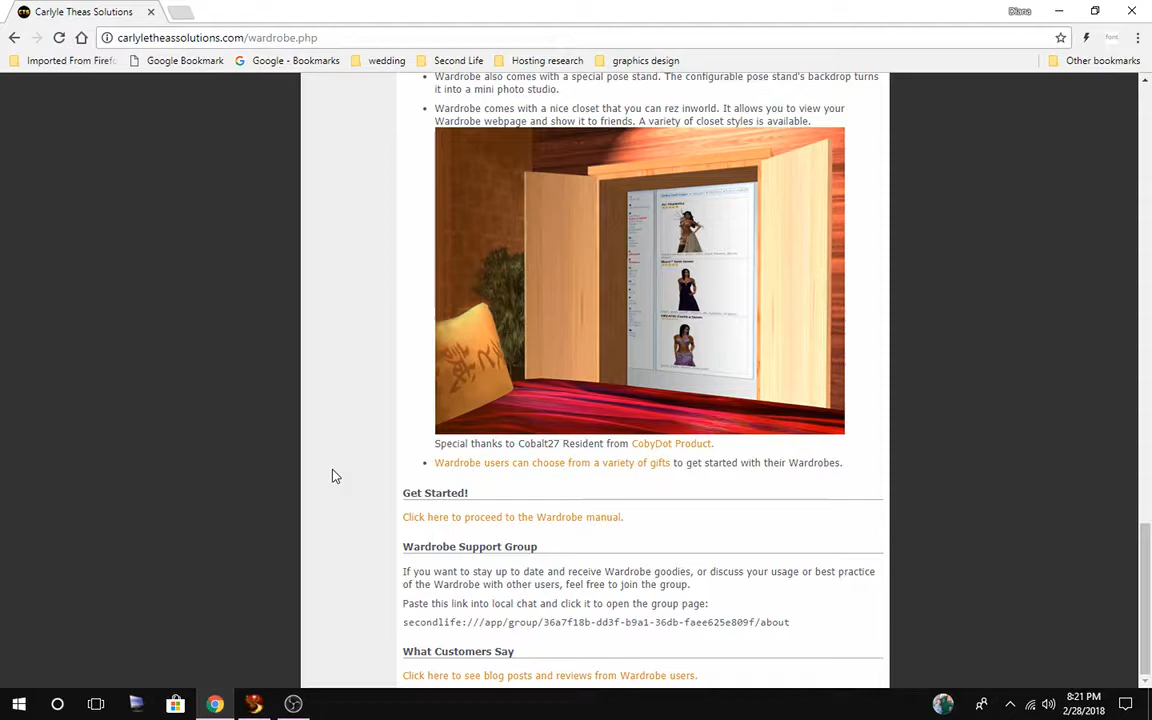 Carlyle Theas Solutions
Diana
carlyletheassolutions.com/wardrobe.php
font
Imported From Firef
Google Bookmark
Google - Bookmarks
wedding
Second Life
Hosting research
graphics design
Other bookmarks
Wardrobe also comes with a special pose stand. The configurable pose stand's backdrop turns
it into a mini photo studio.
Wardrobe comes with a nice closet that you can rez inworld. It allows you to view your
Wardrobe webpage and show it to friends. A variety of closet styles is available.
Special thanks to Cobalt27 Resident from CobyDot Product.
Wardrobe users can choose from a variety of gifts to get started with their Wardrobes.
Get Started!
Click here to proceed to the Wardrobe manual.
Wardrobe Support Group
If you want to stay up to date and receive Wardrobe goodies, or discuss your usage or best practice
of the Wardrobe with other users, feel free to join the group.
Paste this link into local chat and click it to open the group page:
secondlife:///app/group/36a7f18b-dd3f-b9a1-36db-faee625e809f/about
What Customers Say
Click here to see blog posts and reviews from Wardrobe users.
8:21 PM
2/28/2018